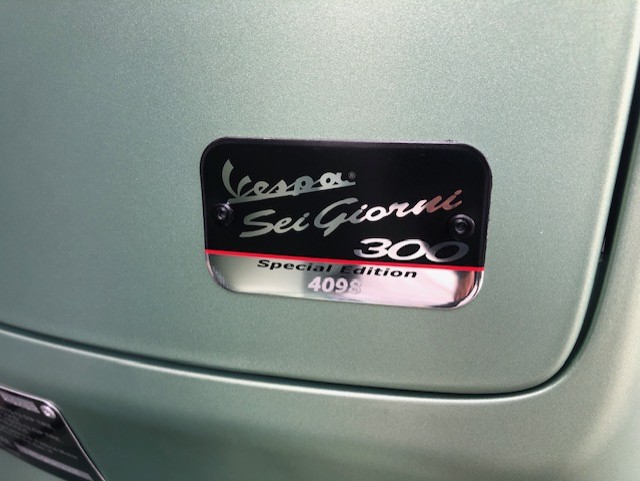 Vespa®
Sei Giorni
300
Special Edition
4098